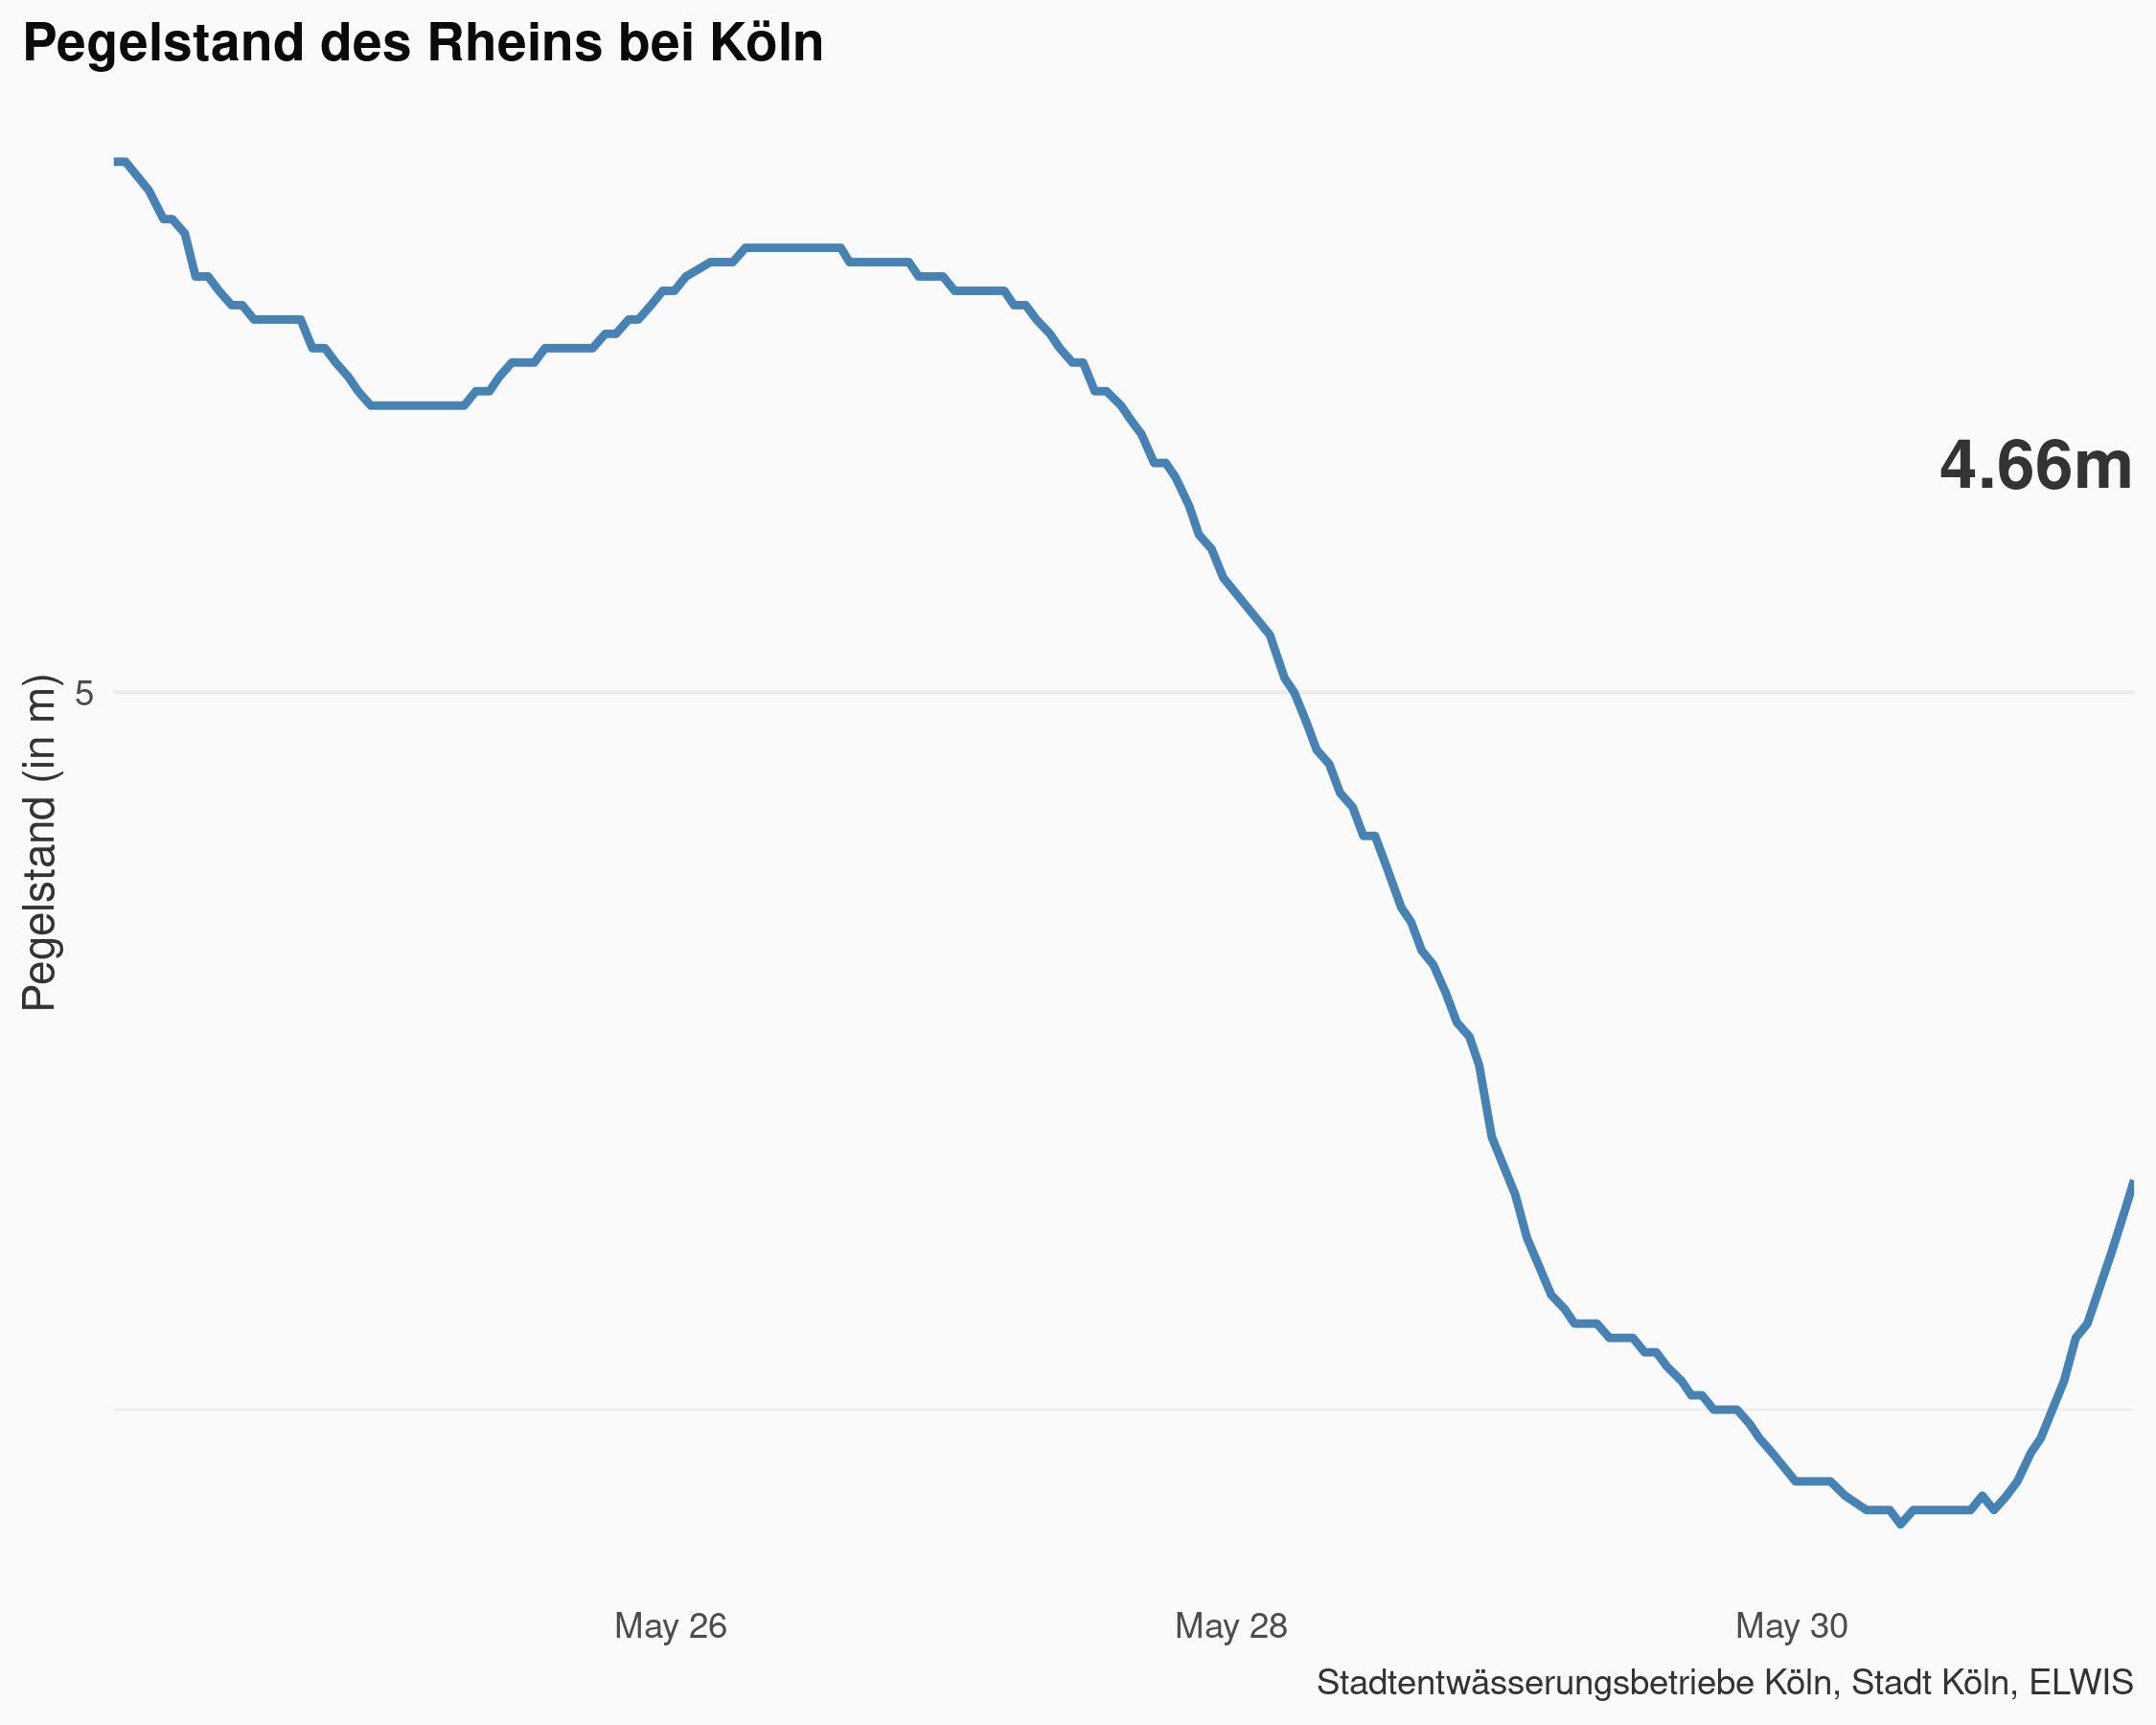 Pegelstand des Rheins bei Köln
4.66m
Pegelstand (in m)
5
May 26
May 28
May 30
Stadtentwässerungsbetriebe Köln, Stadt Köln, ELWIS